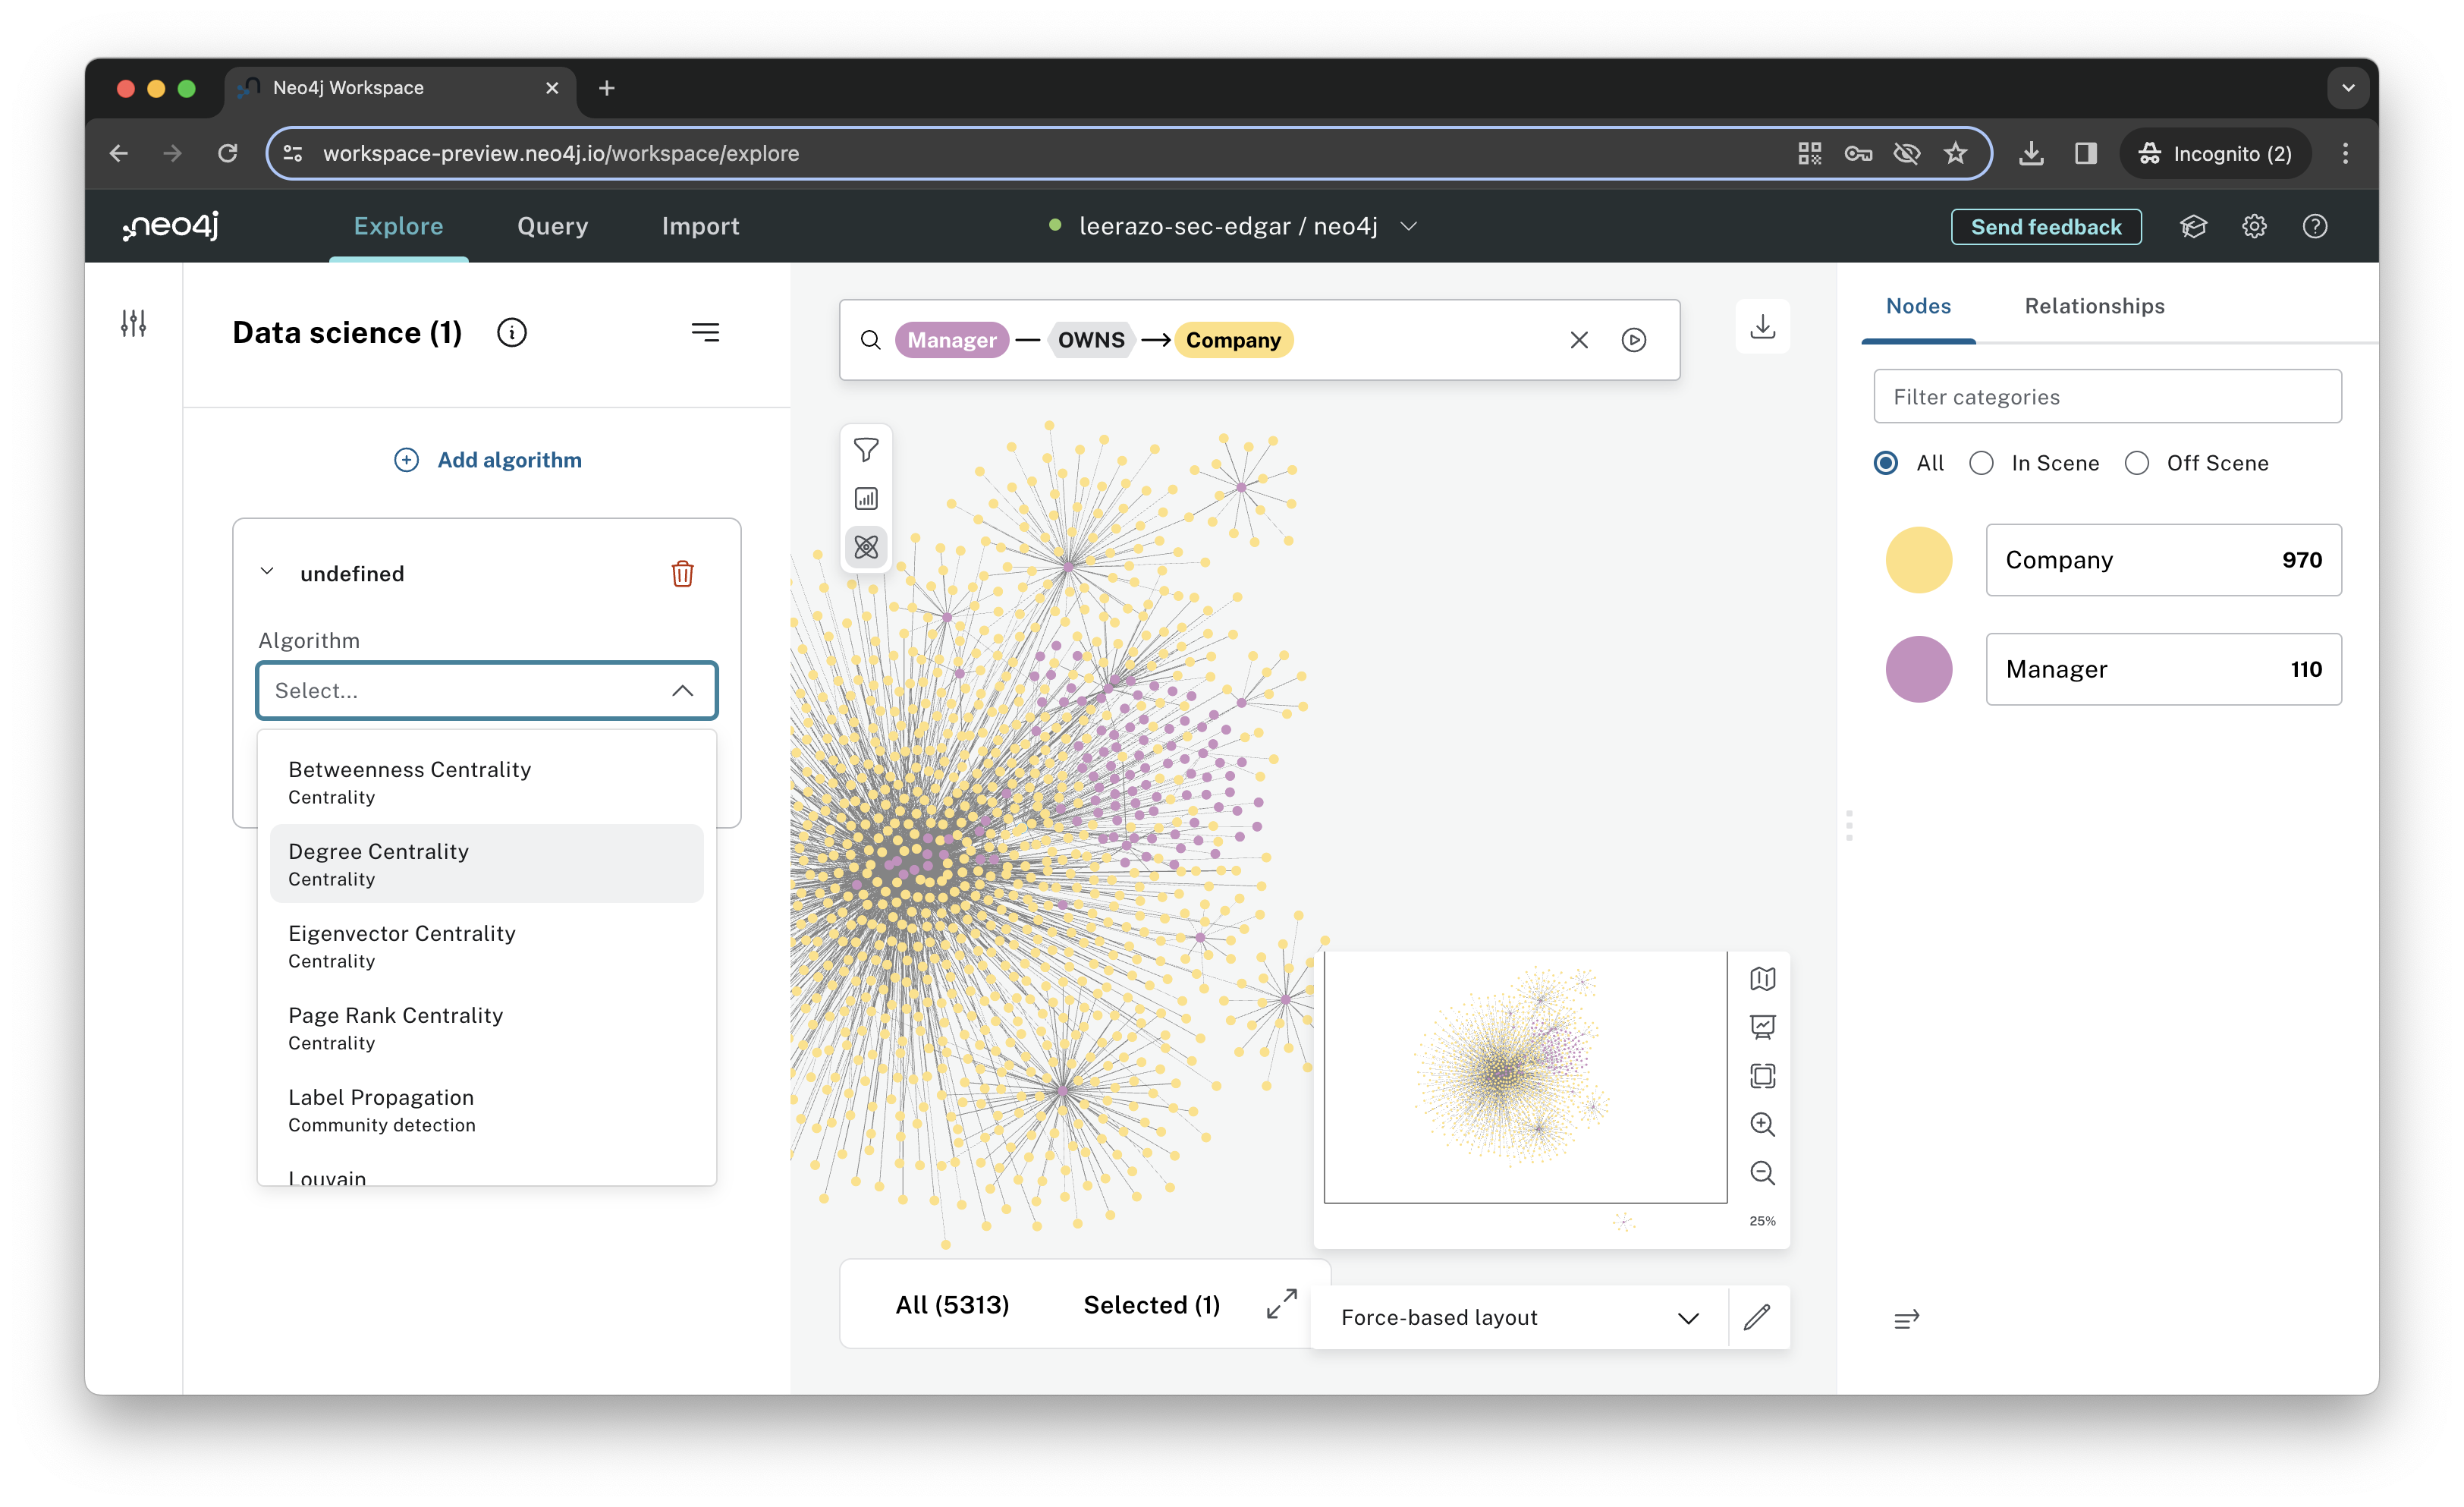 Neo4j Workspace
workspace-preview.neo4j.io/workspace/explore
Incognito (2)
neo4j
Explore
Query
Import
leerazo-sec-edgar / neo4j
Send feedback
Data science (1)
Add algorithm
undefined
Algorithm
Select...
Betweenness Centrality
Centrality
Degree Centrality
Centrality
Eigenvector Centrality
Centrality
Page Rank Centrality
Centrality
Label Propagation
Community detection
Louvain
Manager
OWNS
Company
25%
All (5313)
Selected (1)
Force-based layout
Nodes
Relationships
Filter categories
All
In Scene
Off Scene
Company 970
Manager 110